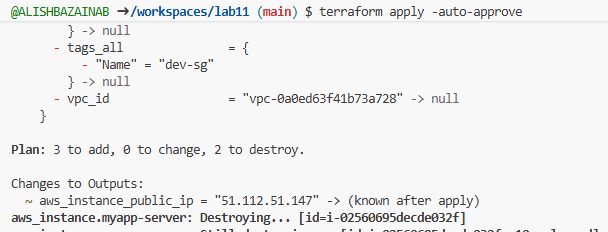 @ALISHBAZAINAB ➜/workspaces/lab11 (main) $ terraform apply -auto-approve
} -> null
- tags_all = {
- "Name" = "dev-sg"
} -> null
- vpc_id = "vpc-0a0ed63f41b73a728" -> null
}
Plan: 3 to add, 0 to change, 2 to destroy.
Changes to Outputs:
~ aws_instance_public_ip = "51.112.51.147" -> (known after apply)
aws_instance.myapp-server: Destroying... [id=i-02560695decde032f]